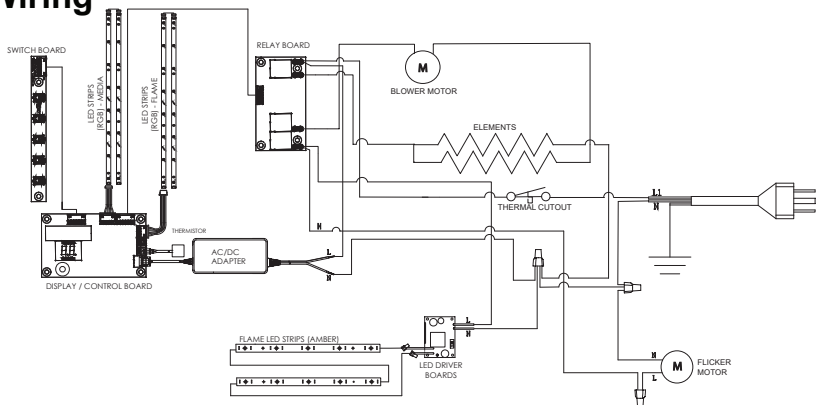 Wiring
SWITCH BOARD
LED STRIPS
(RGB) - MEDIA
LED STRIPS
(RGB) - FLAME
RELAY BOARD
M
BLOWER MOTOR
ELEMENTS
THERMAL CUTOUT
L1
N
N
THERMISTOR
AC/DC
ADAPTER
L
N
DISPLAY / CONTROL BOARD
FLAME LED STRIPS (AMBER)
L
N
LED DRIVER
BOARDS
N
L
M
FLICKER
MOTOR